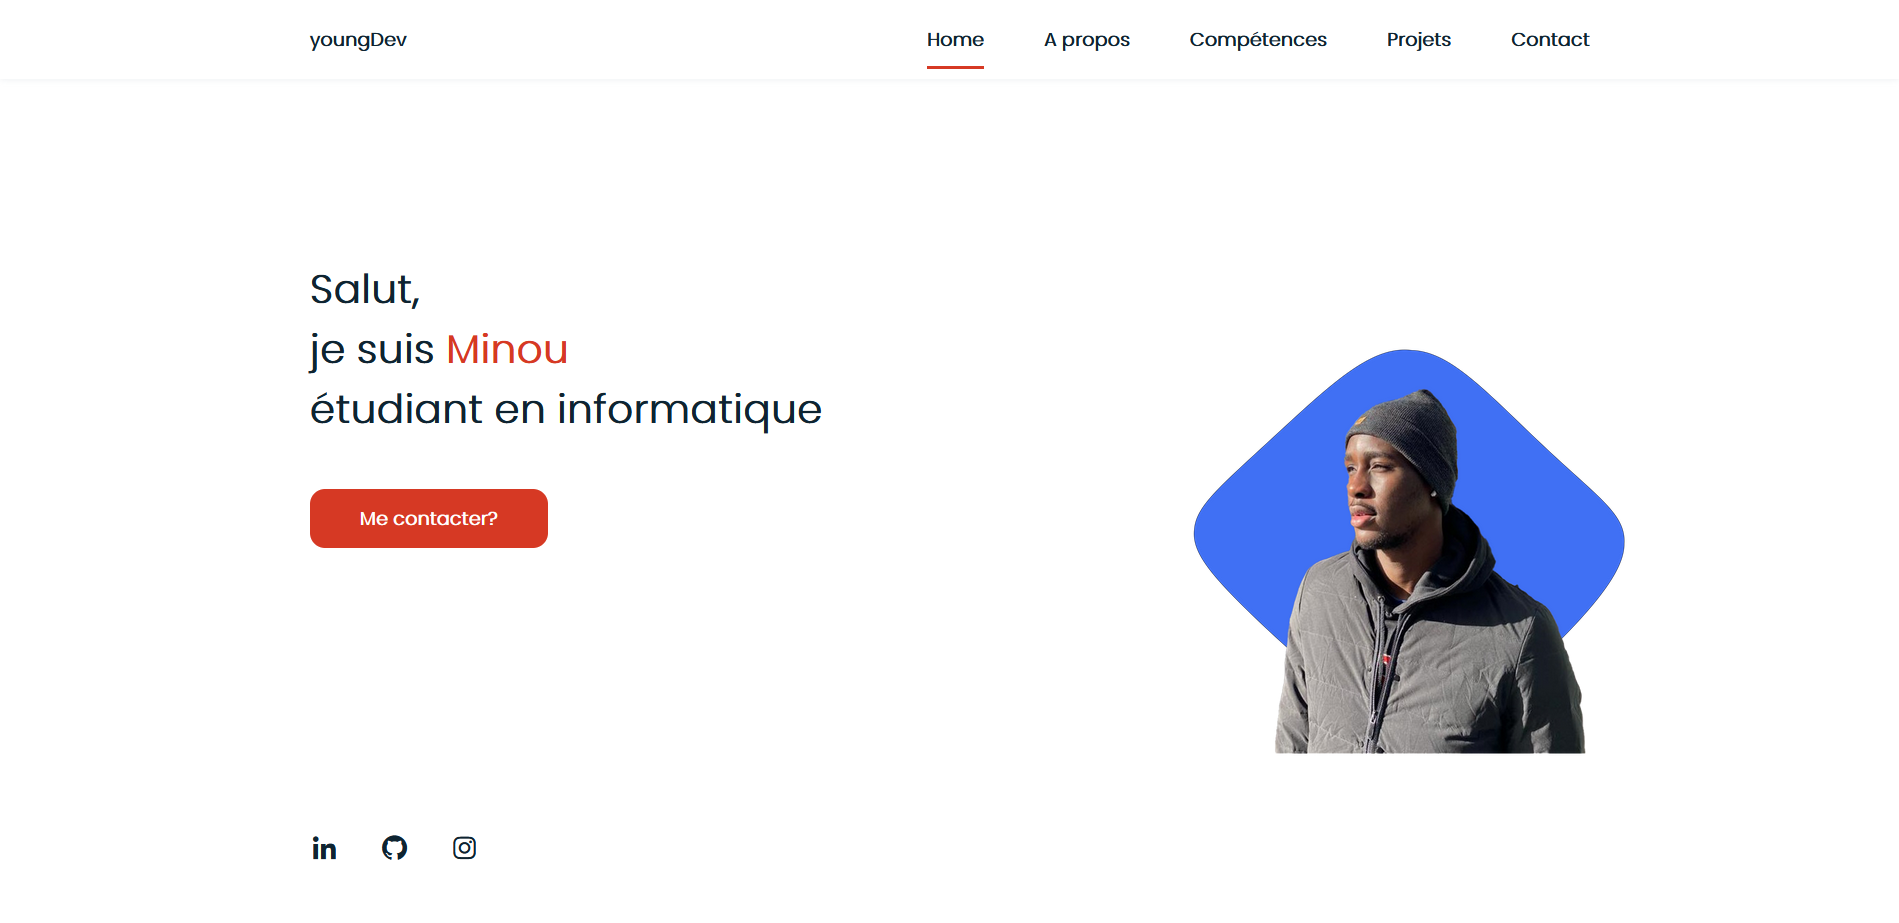 youngDev
Home
A propos
Compétences
Projets
Contact
Salut,
je suis Minou
étudiant en informatique
Me contacter?
in